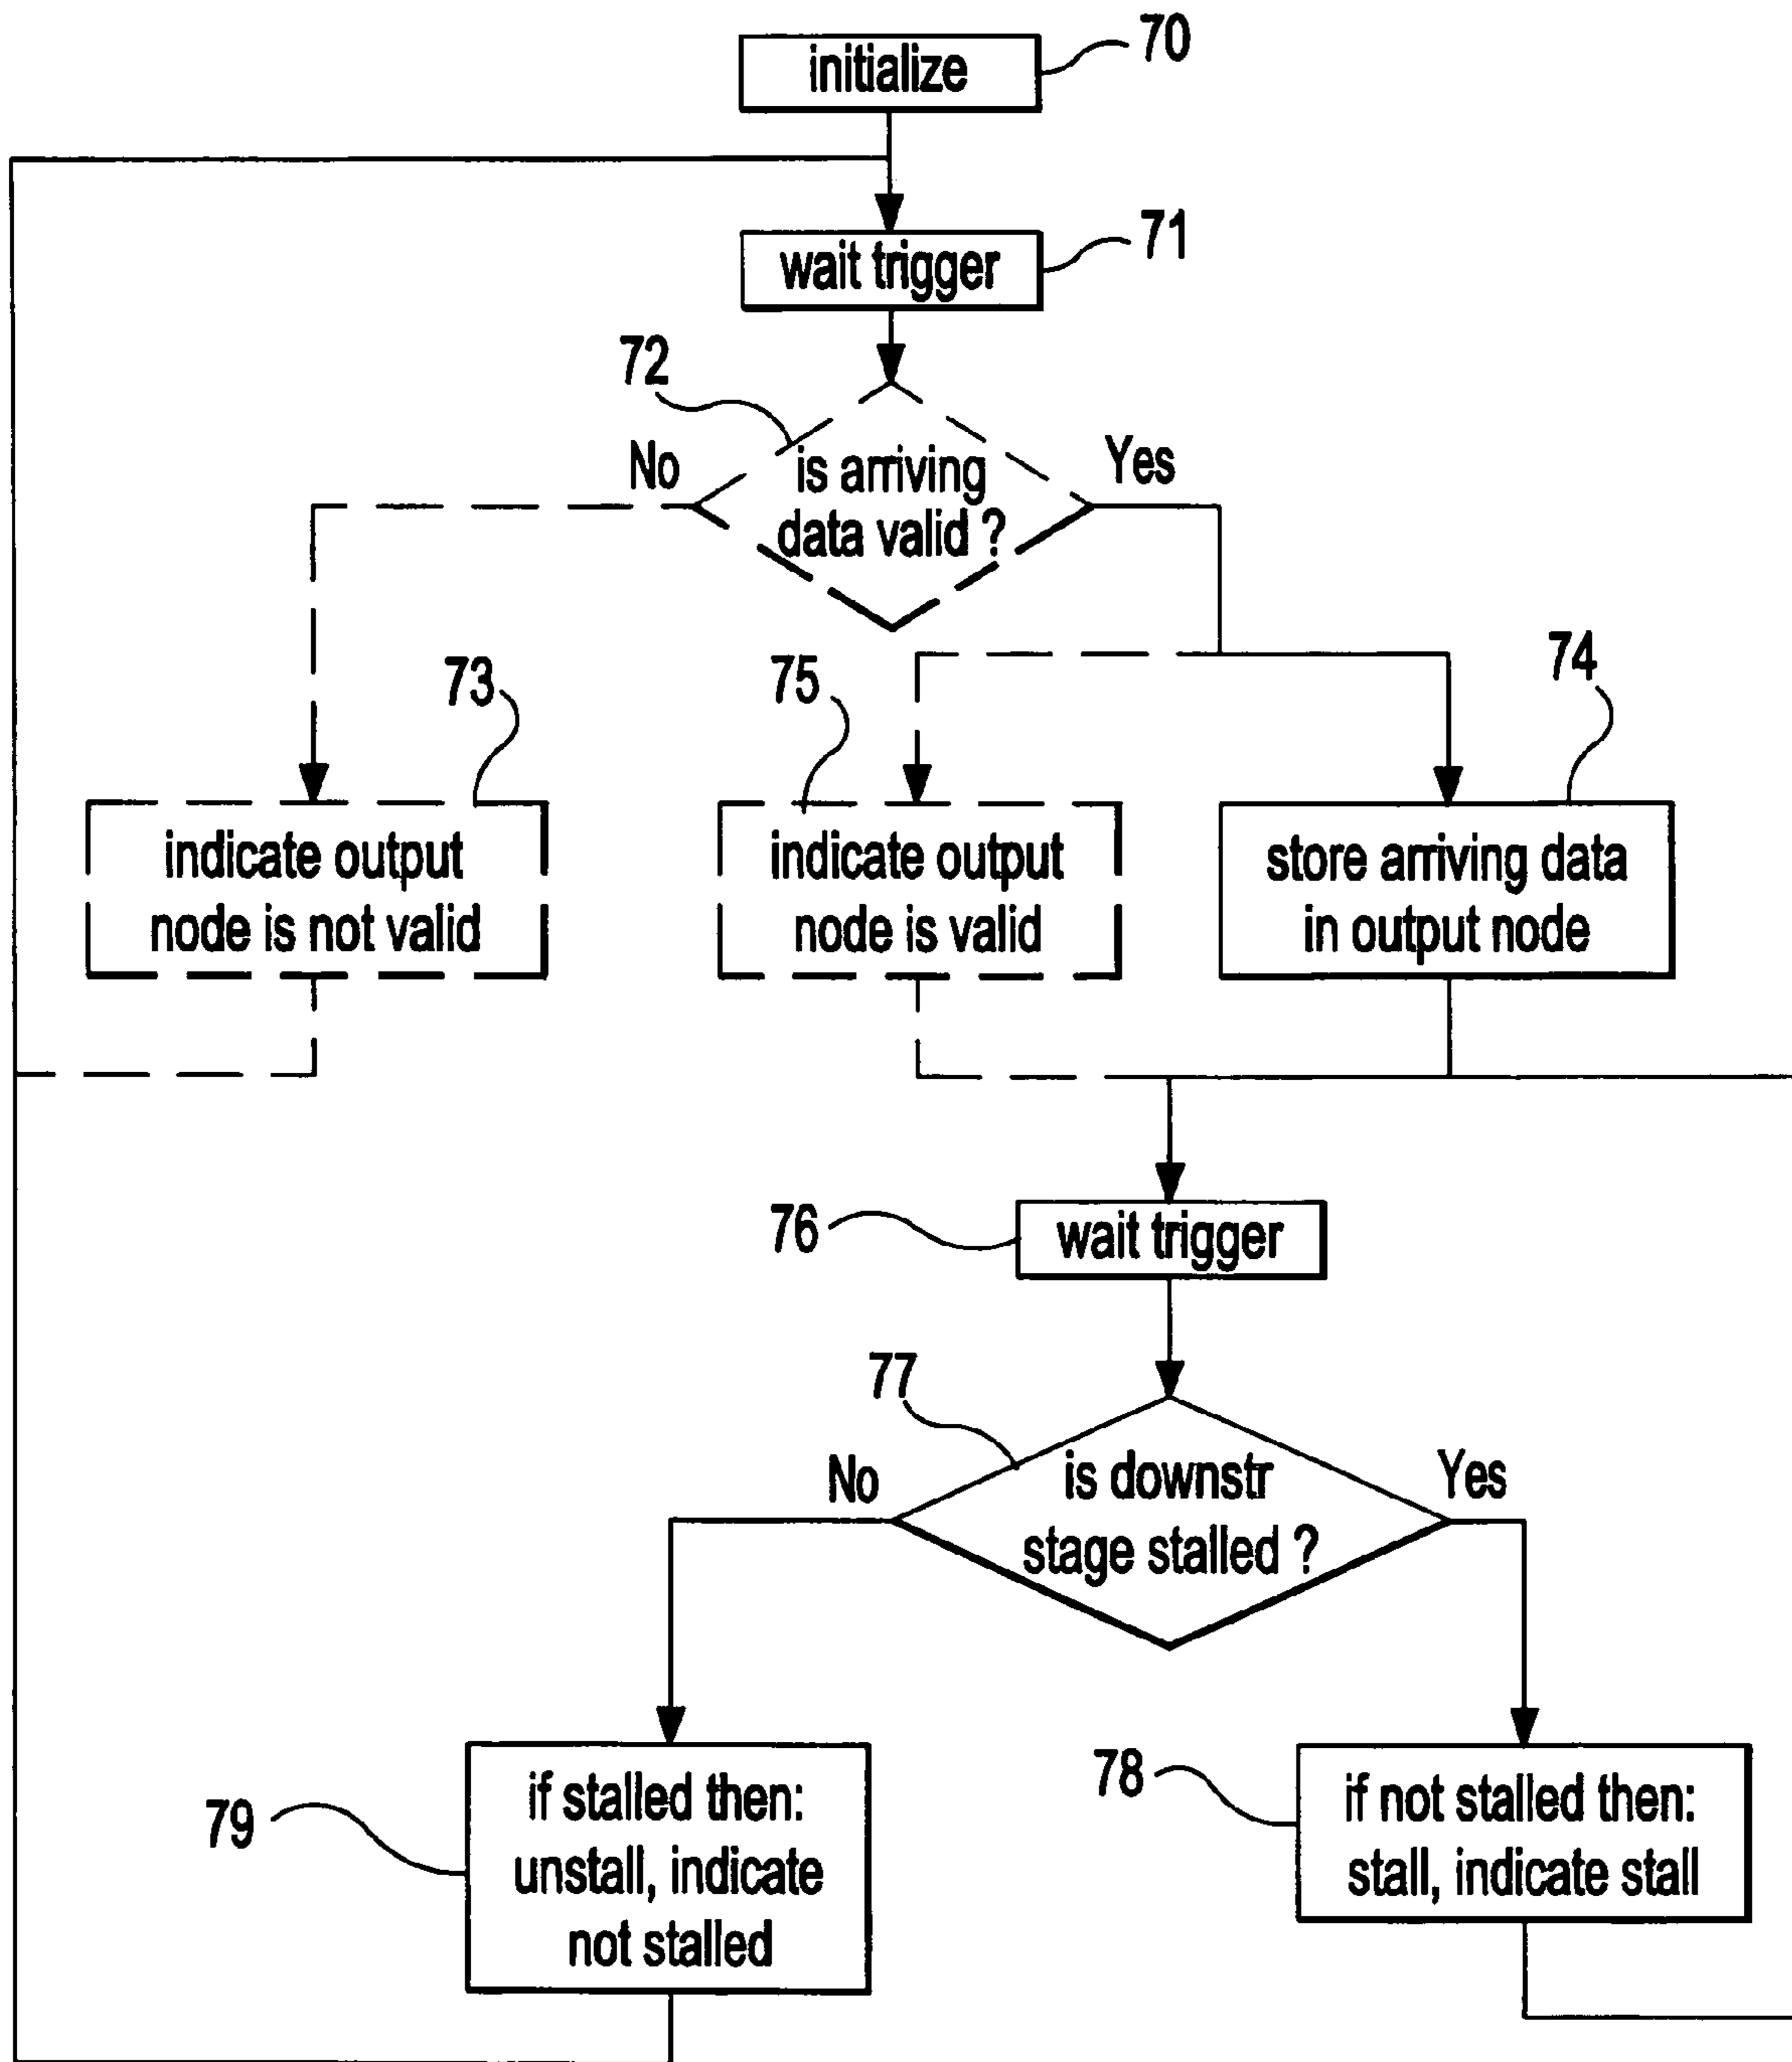 initialize
70
wait trigger
71
72
No
is arriving
data valid ?
Yes
73
75
74
indicate output
node is not valid
indicate output
node is valid
store arriving data
in output node
76
wait trigger
77
No
is downstr
stage stalled ?
Yes
79
if stalled then:
unstall, indicate
not stalled
78
if not stalled then:
stall, indicate stall